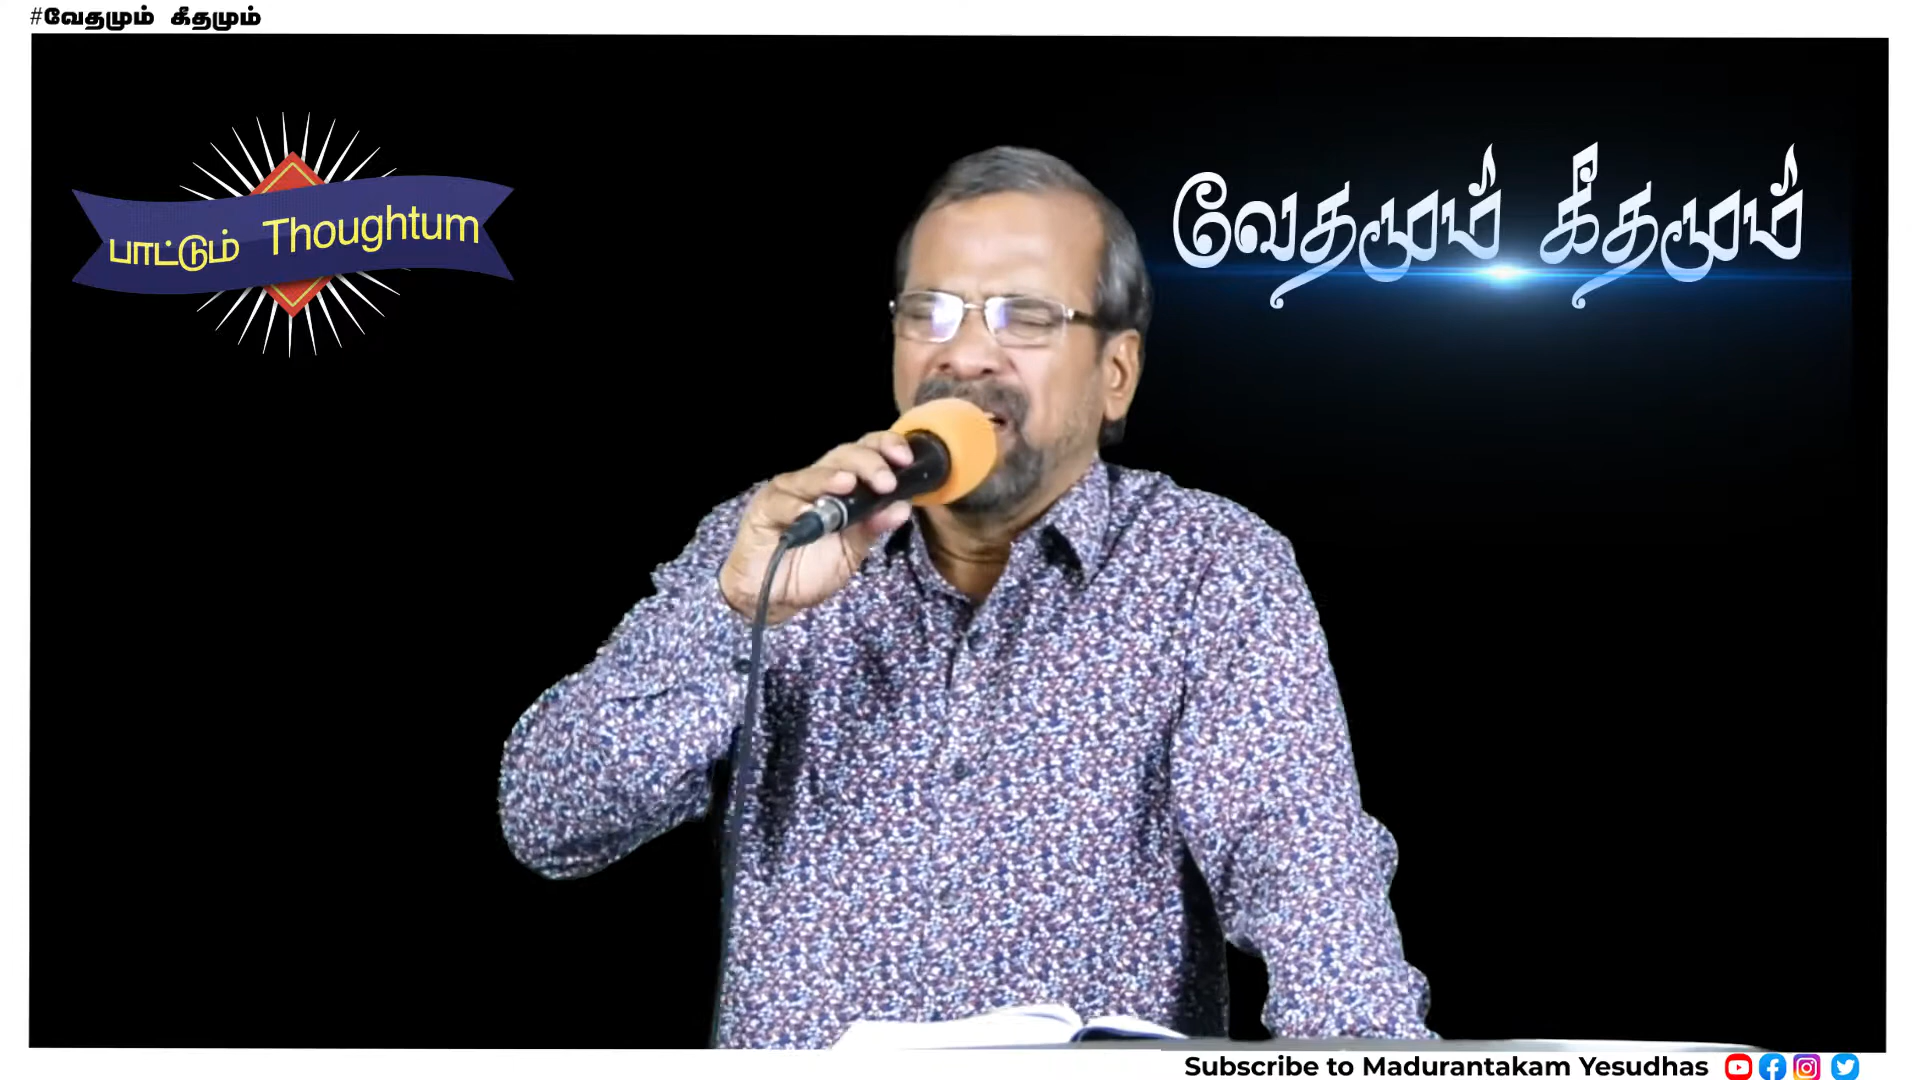 #வேதமும் கீதமும்
பாட்டும் Thoughtum
வேதமும் கீதமும்
Subscribe to Madurantakam Yesudhas